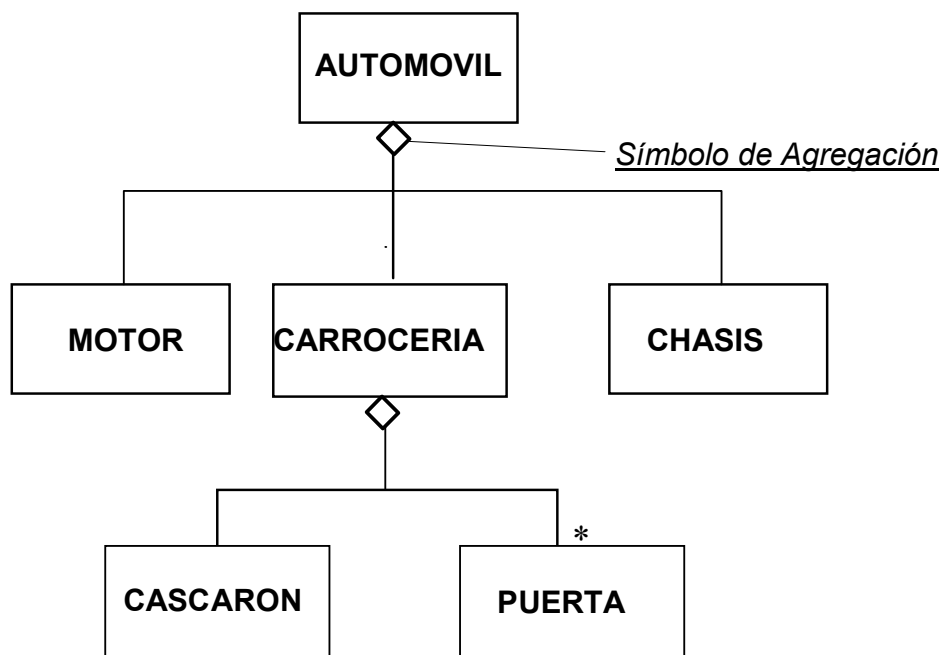 AUTOMOVIL
Símbolo de Agregación
MOTOR
CARROCERIA
CHASIS
*
CASCARON
PUERTA